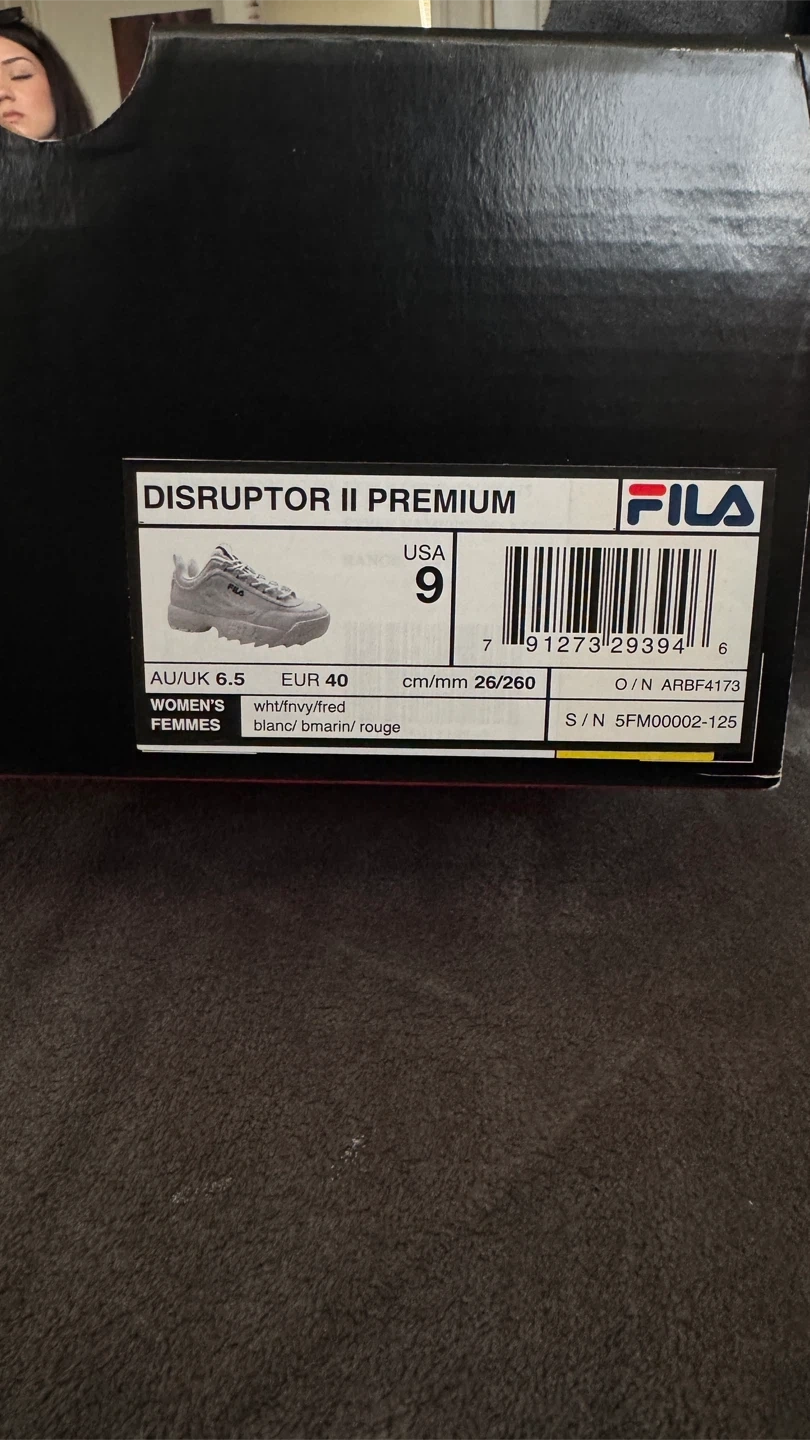 DISRUPTOR II PREMIUM
FILA
FILA
USA
9
7 91273 29394 6
AU/UK 6.5 EUR 40 cm/mm 26/260
O/N ARBF4173
WOMEN'S
FEMMES
wht/fnvy/fred
blanc/ bmarin/ rouge
S/N 5FM00002-125